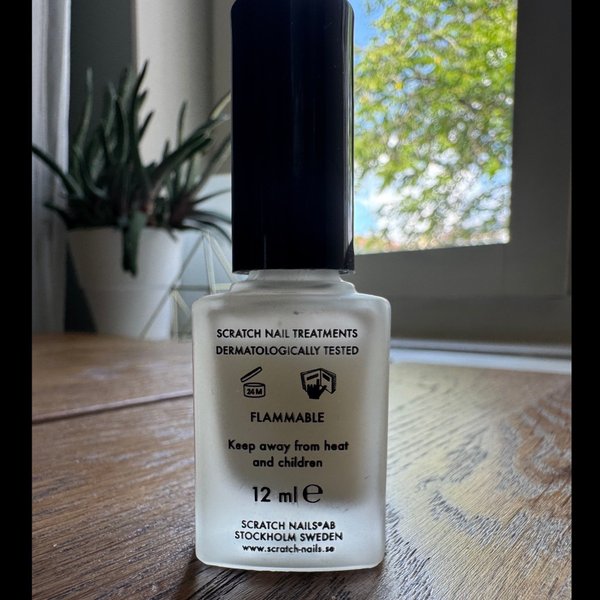 SCRATCH NAIL TREATMENTS
DERMATOLOGICALLY TESTED
24 M
FLAMMABLE
Keep away from heat
and children
12 ml ℮
SCRATCH NAILS®AB
STOCKHOLM SWEDEN
www.scratch-nails.se